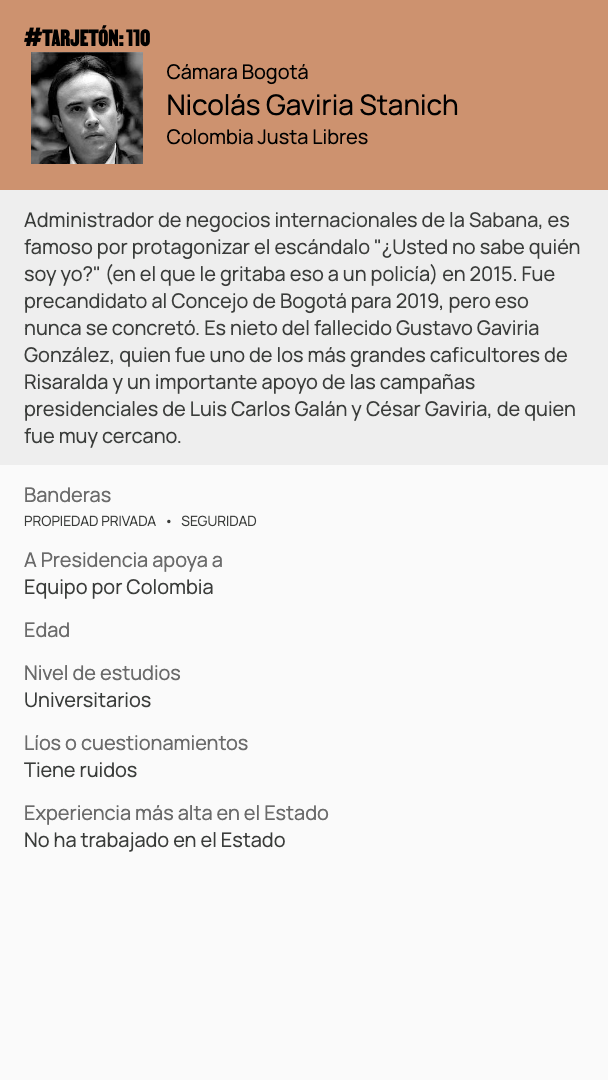 #TARJETÓN: 110
Cámara Bogotá
Nicolás Gaviria Stanich
Colombia Justa Libres
Administrador de negocios internacionales de la Sabana, es
famoso por protagonizar el escándalo "¿Usted no sabe quién
soy yo?" (en el que le gritaba eso a un policía) en 2015. Fue
precandidato al Concejo de Bogotá para 2019, pero eso
nunca se concretó. Es nieto del fallecido Gustavo Gaviria
González, quien fue uno de los más grandes caficultores de
Risaralda y un importante apoyo de las campañas
presidenciales de Luis Carlos Galán y César Gaviria, de quien
fue muy cercano.
Banderas
PROPIEDAD PRIVADA • SEGURIDAD
A Presidencia apoya a
Equipo por Colombia
Edad
Nivel de estudios
Universitarios
Líos o cuestionamientos
Tiene ruidos
Experiencia más alta en el Estado
No ha trabajado en el Estado